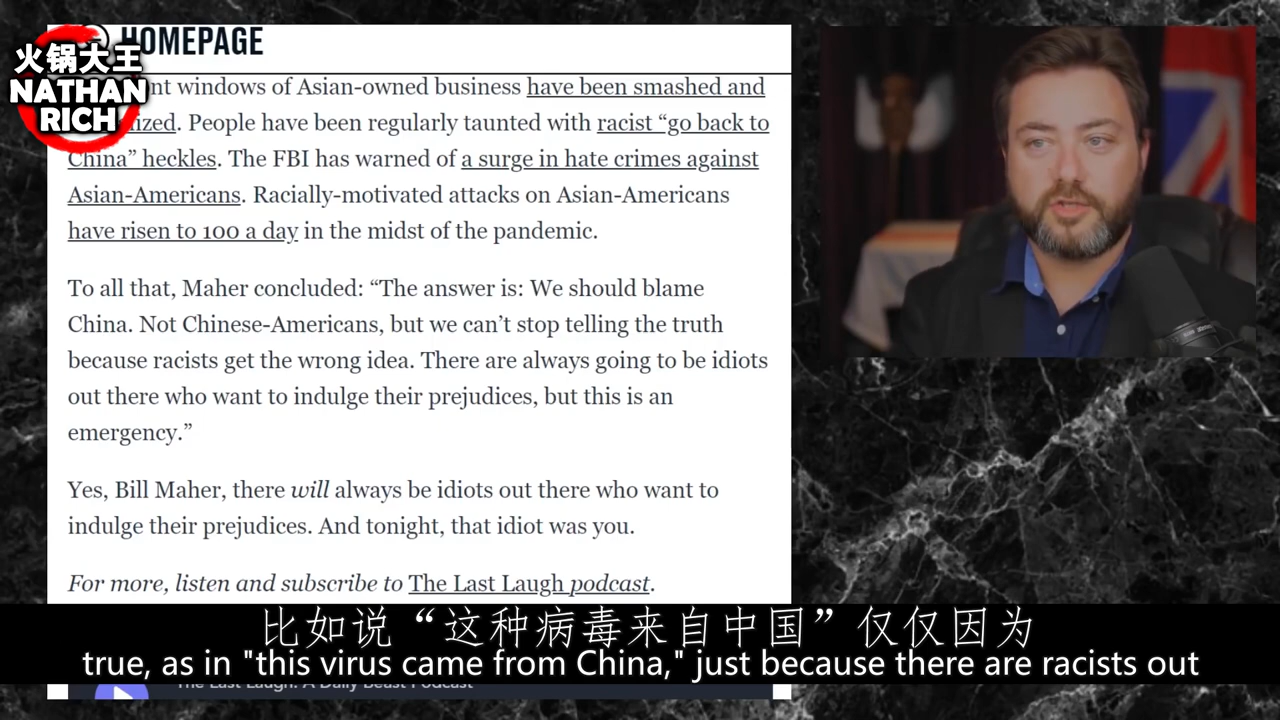 火锅大王
NATHAN
RICH
HOMEPAGE
windows of Asian-owned business have been smashed and
People have been regularly taunted with racist “go back to
China” heckles. The FBI has warned of a surge in hate crimes against
Asian-Americans. Racially-motivated attacks on Asian-Americans
have risen to 100 a day in the midst of the pandemic.
To all that, Maher concluded: “The answer is: We should blame
China. Not Chinese-Americans, but we can’t stop telling the truth
because racists get the wrong idea. There are always going to be idiots
out there who want to indulge their prejudices, but this is an
emergency.”
Yes, Bill Maher, there will always be idiots out there who want to
indulge their prejudices. And tonight, that idiot was you.
For more, listen and subscribe to The Last Laugh podcast.
比如说“这种病毒来自中国”仅仅因为
true, as in "this virus came from China," just because there are racists out
The Last Laugh: A Daily Beast Podcast